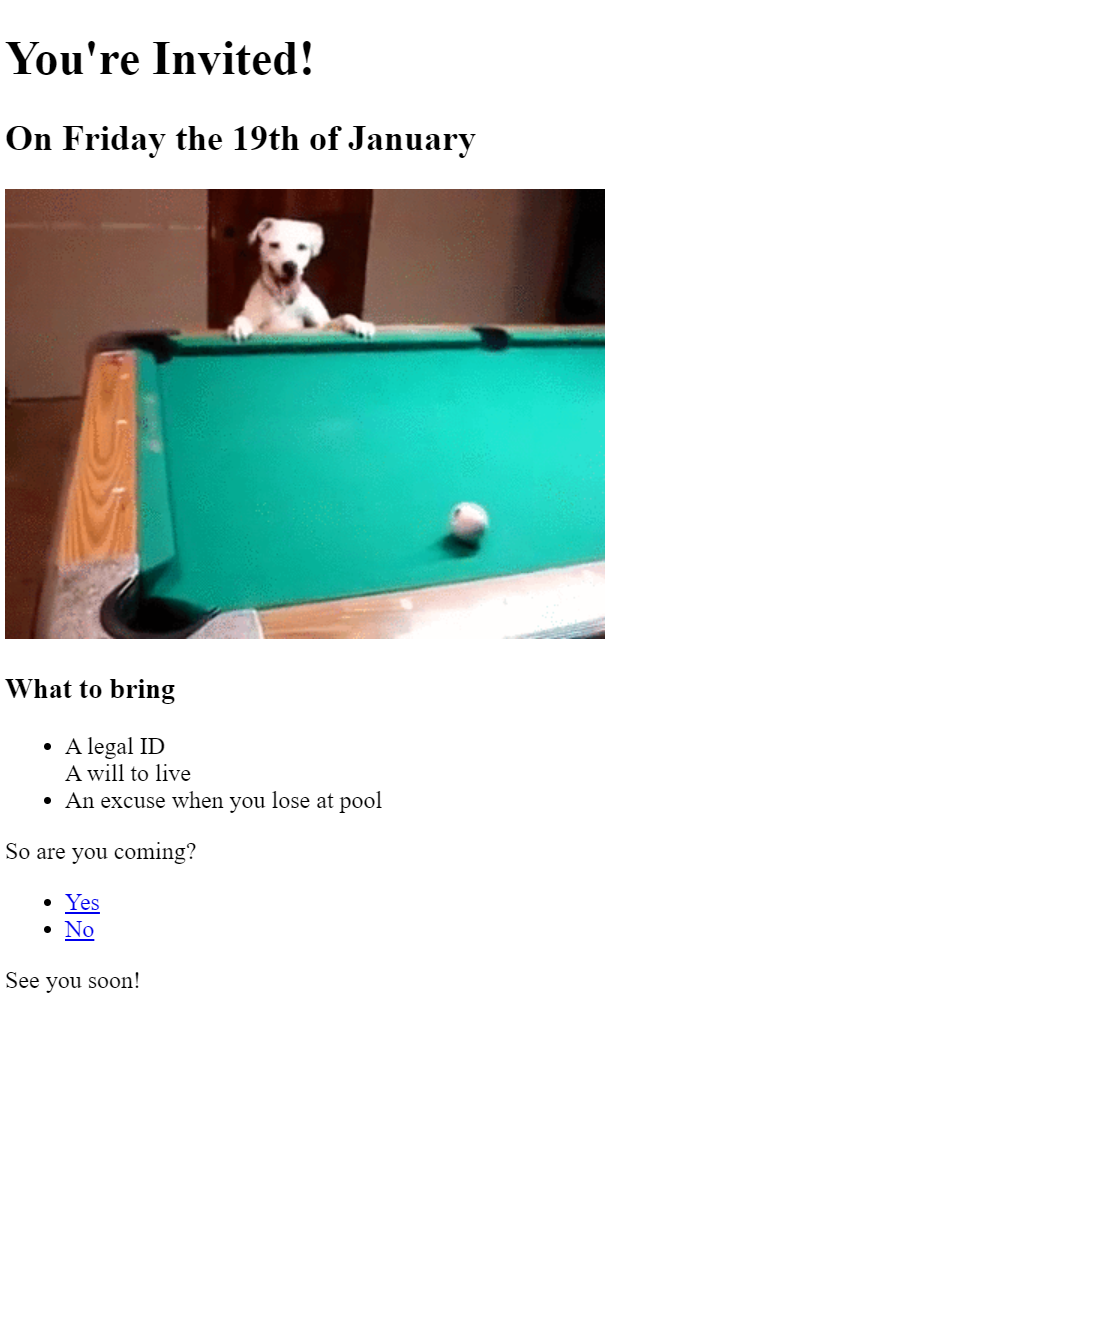 You're Invited!
On Friday the 19th of January
What to bring
• A legal ID
A will to live
• An excuse when you lose at pool
So are you coming?
• Yes
• No
See you soon!